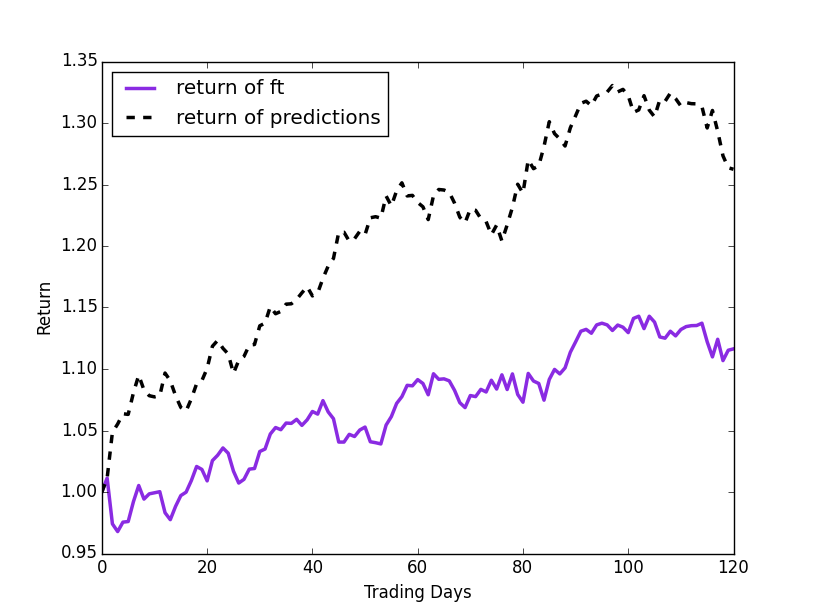 1.35
1.30
1.25
1.20
1.15
1.10
1.05
1.00
0.95
Return
return of ft
return of predictions
0 20 40 60 80 100 120
Trading Days